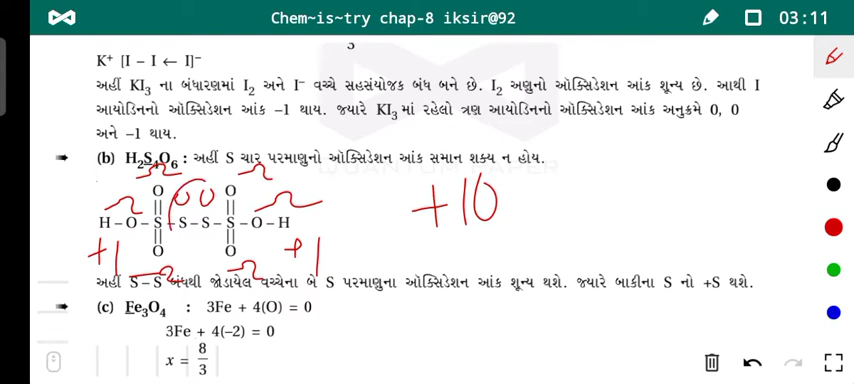 Chem~is~try chap-8 iksir@92
03:11
3
K⁺ [I – I ← I]⁻
અહીં KI₃ ના બંધારણમાં I₂ અને I⁻ વચ્ચે સહસંયોજક બંધ બને છે. I₂ અણુનો ઑક્સિડેશન આંક શૂન્ય છે. આથી I
આયોડિનનો ઑક્સિડેશન આંક –1 થાય. જ્યારે KI₃ માં રહેલો ત્રણ આયોડિનનો ઑક્સિડેશન આંક અનુક્રમે 0, 0
અને –1 થાય.
(b) H₂S₄O₆ : અહીં S ચાર પરમાણુનો ઑક્સિડેશન આંક સમાન શક્ય ન હોય.
O O
H – O – S – S – S – S – O – H
O O
00
+10
+1 +1
અહીં S – S બંધથી જોડાયેલ વચ્ચેના બે S પરમાણુના ઑક્સિડેશન આંક શૂન્ય થશે. જ્યારે બાકીના S નો +S થશે.
(c) Fe₃O₄ : 3Fe + 4(O) = 0
3Fe + 4(–2) = 0
x = 8/3